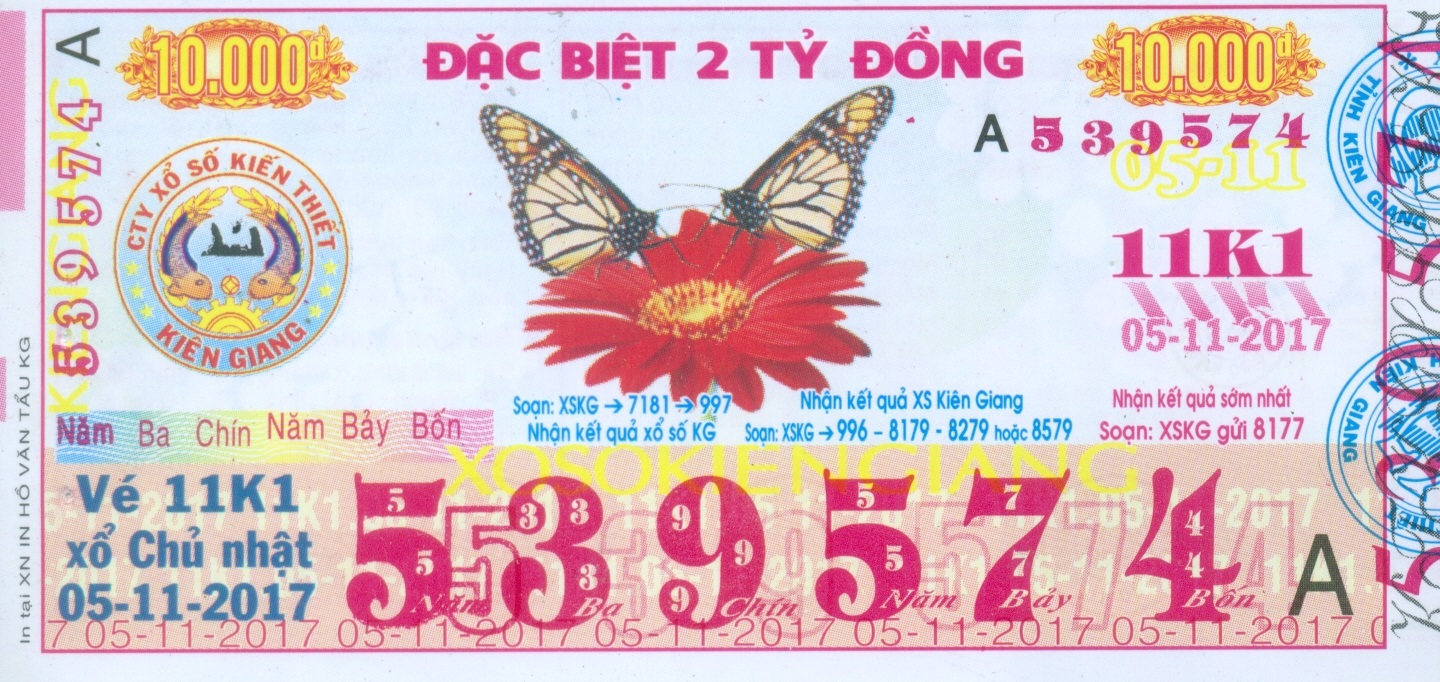 A
10.000đ
ĐẶC BIỆT 2 TỶ ĐỒNG
10.000đ
A 539574
05-11
539574
CTY XỔ SỐ KIẾN THIẾT
KIÊN GIANG
TỈNH KIÊN GIANG
11K1
11K1
05-11-2017
Soạn: XSKG → 7181 → 997
Nhận kết quả xổ số KG
Nhận kết quả XS Kiên Giang
Soạn: XSKG → 996 – 8179 - 8279 hoặc 8579
Nhận kết quả sớm nhất
Soạn: XSKG gửi 8177
Năm Ba Chín Năm Bảy Bốn
XOSOKIENGIANG
Vé 11K1
xổ Chủ nhật
05-11-2017
539574
Năm Ba Chín Năm Bảy Bốn
A
7 05-11-2017 05-11-2017 05-11-2017 05-11-2017 05-11-2017 0
In tại XN IN HỒ VĂN TẨU KG